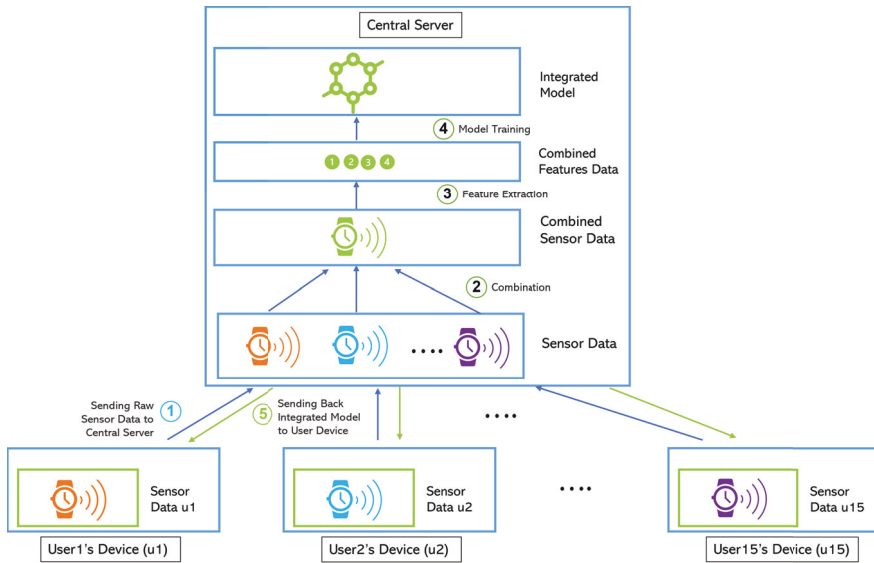 Central Server
Integrated
Model
4 Model Training
1 2 3 4
Combined
Features Data
3 Feature Extraction
Combined
Sensor Data
2 Combination
....
Sensor Data
Sending Raw
Sensor Data to
Central Server
1
5
Sending Back
Integrated Model
to User Device
....
Sensor
Data u1
Sensor
Data u2
....
Sensor
Data u15
User1's Device (u1)
User2's Device (u2)
User15's Device (u15)